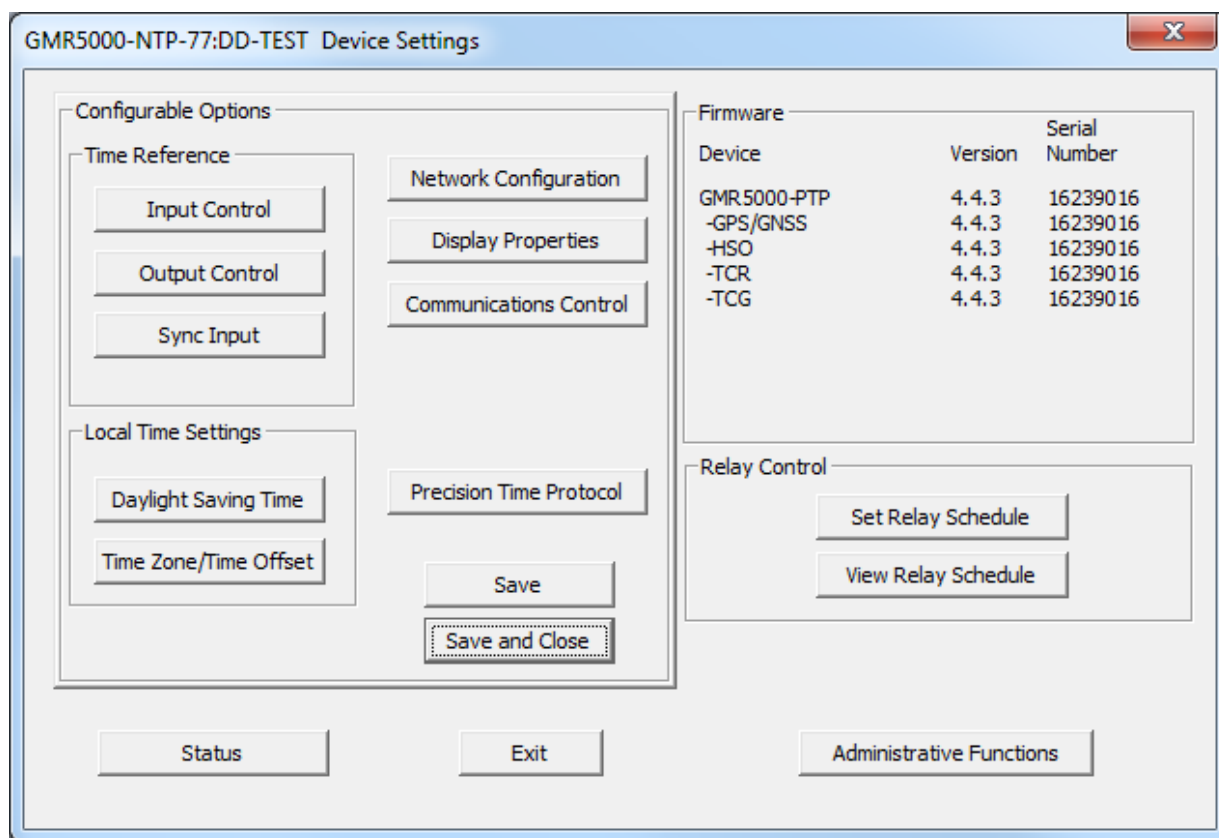 GMR5000-NTP-77:DD-TEST Device Settings
X
Configurable Options
Time Reference
Input Control
Output Control
Sync Input
Network Configuration
Display Properties
Communications Control
Local Time Settings
Daylight Saving Time
Time Zone/Time Offset
Precision Time Protocol
Save
Save and Close
Firmware
Device Version Serial Number
GMR5000-PTP 4.4.3 16239016
-GPS/GNSS 4.4.3 16239016
-HSO 4.4.3 16239016
-TCR 4.4.3 16239016
-TCG 4.4.3 16239016
Relay Control
Set Relay Schedule
View Relay Schedule
Status
Exit
Administrative Functions